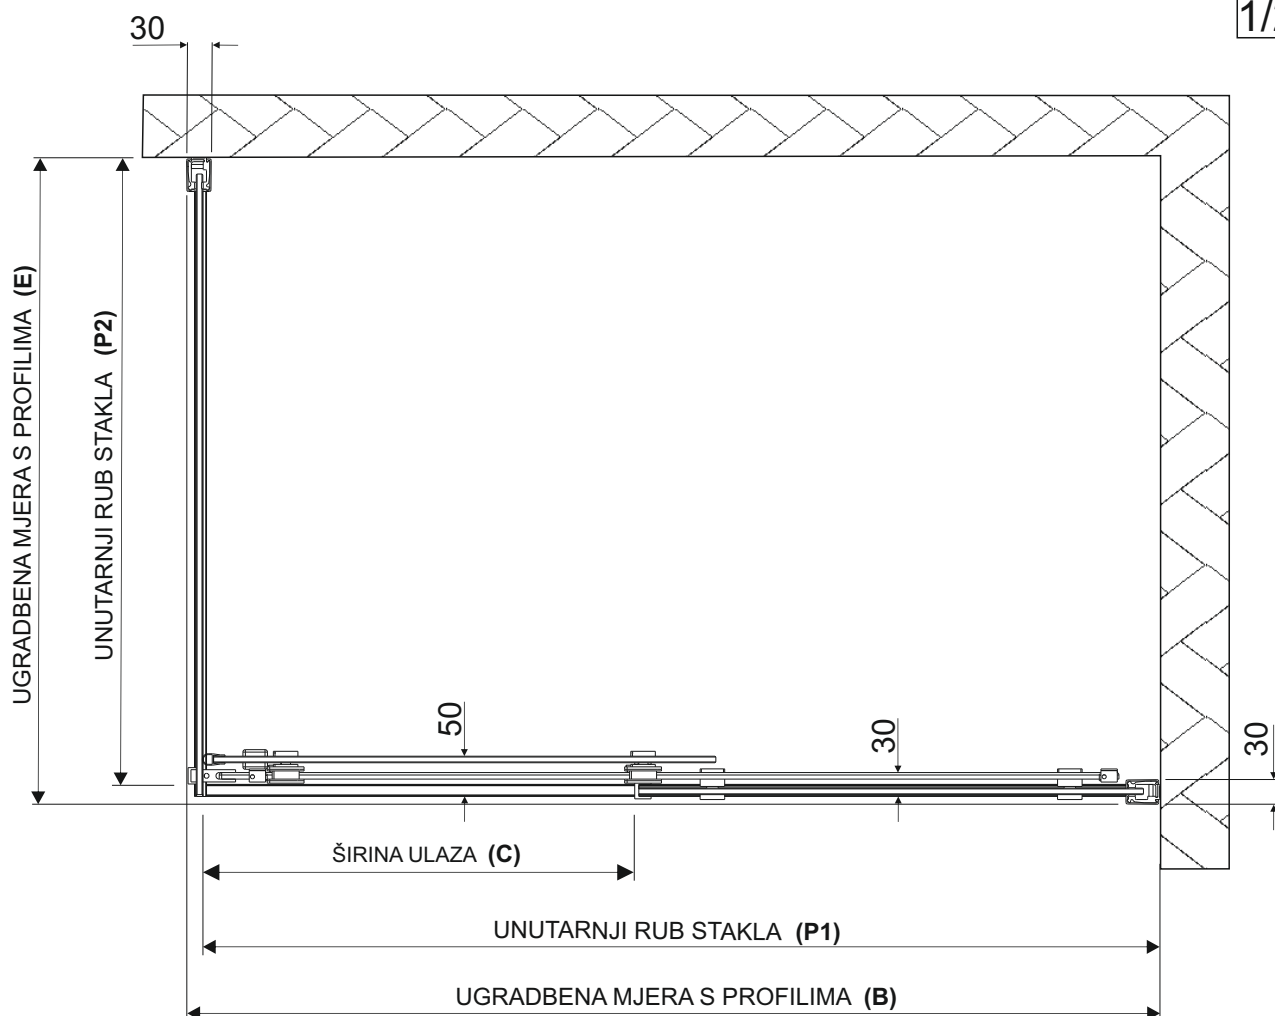 30
1/
UGRADBENA MJERA S PROFILIMA (E)
UNUTARNJI RUB STAKLA (P2)
50
30
30
ŠIRINA ULAZA (C)
UNUTARNJI RUB STAKLA (P1)
UGRADBENA MJERA S PROFILIMA (B)